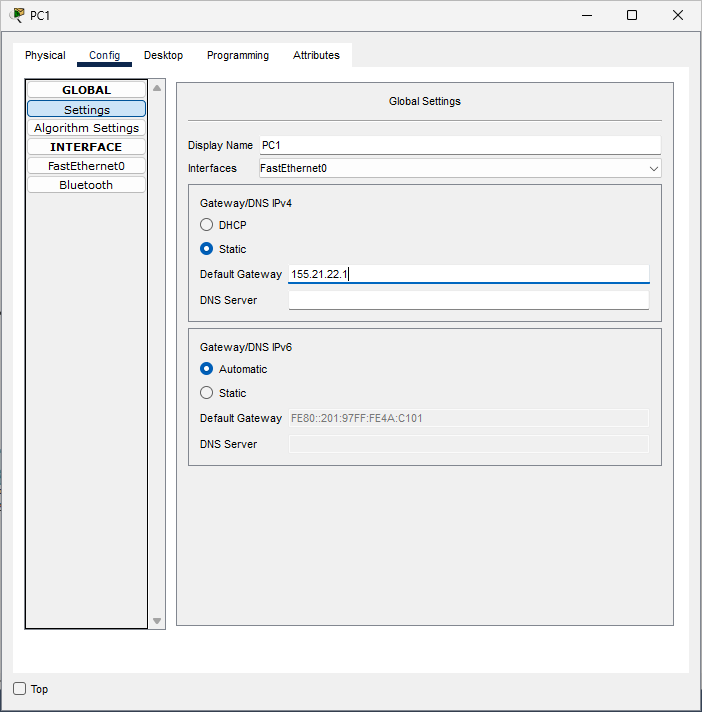 PC1
Physical Config Desktop Programming Attributes
GLOBAL
Settings
Algorithm Settings
INTERFACE
FastEthernet0
Bluetooth
Global Settings
Display Name PC1
Interfaces FastEthernet0
Gateway/DNS IPv4
DHCP
Static
Default Gateway 155.21.22.1
DNS Server
Gateway/DNS IPv6
Automatic
Static
Default Gateway FE80::201:97FF:FE4A:C101
DNS Server
Top